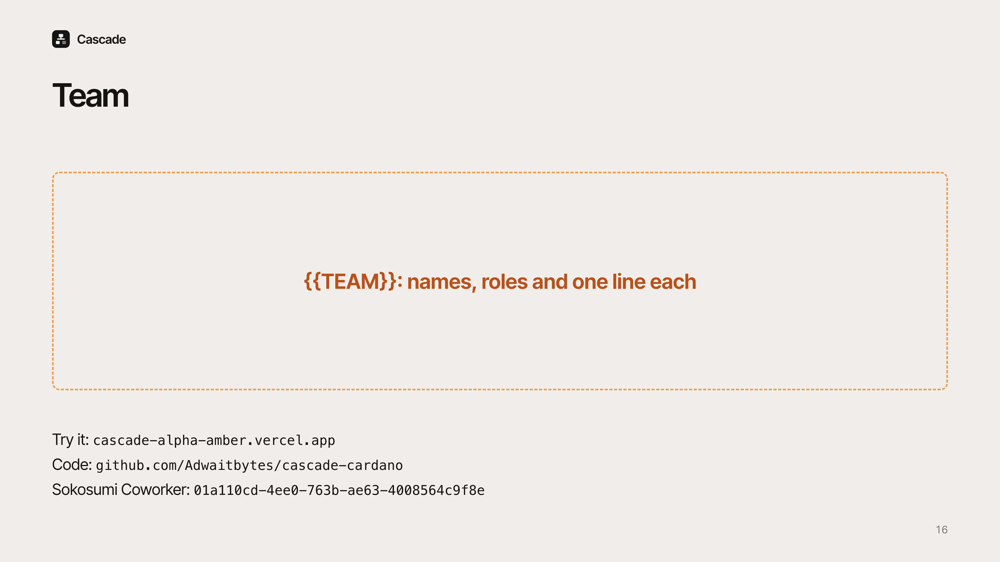 Cascade
Team
{{TEAM}}: names, roles and one line each
Try it: cascade-alpha-amber.vercel.app
Code: github.com/Adwaitbytes/cascade-cardano
Sokosumi Coworker: 01a110cd-4ee0-763b-ae63-4008564c9f8e
16